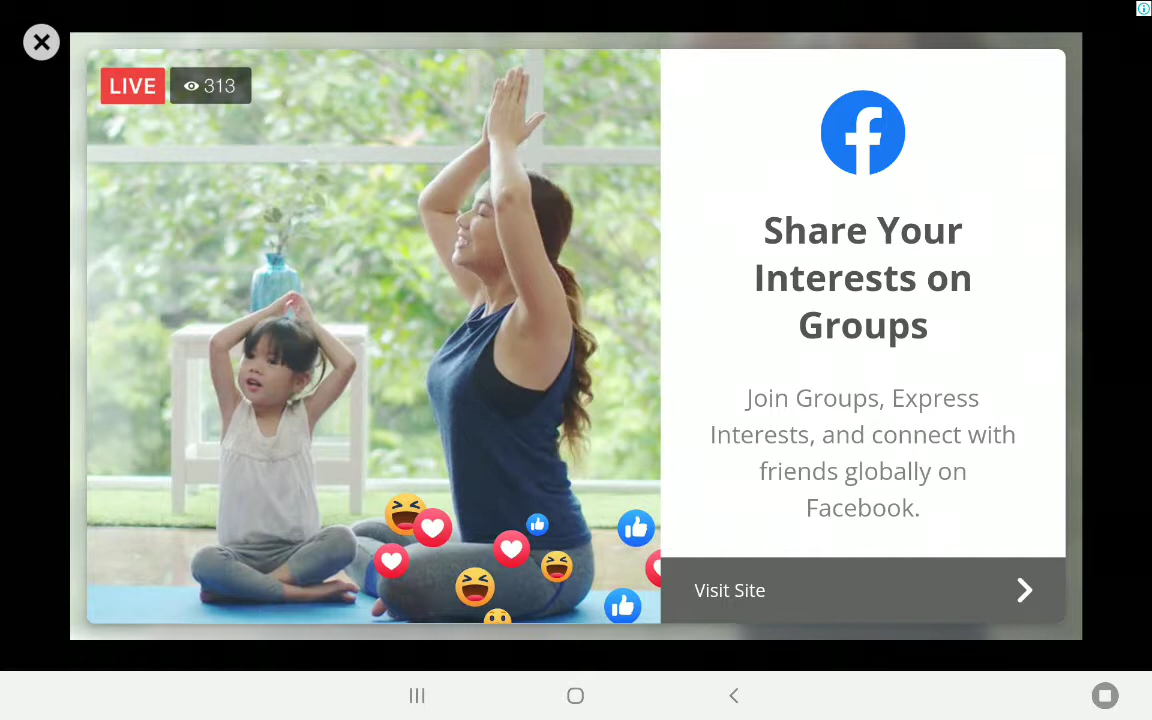 LIVE 313
Share Your
Interests on
Groups
Join Groups, Express
Interests, and connect with
friends globally on
Facebook.
Visit Site